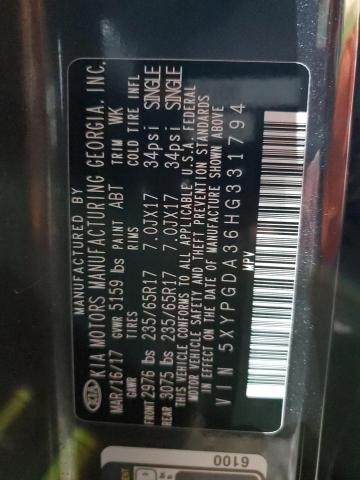 MANUFACTURED BY
KIA MOTORS MANUFACTURING GEORGIA, INC.
KIA
MAR/16/17 GVWR 5159 lbs PAINT ABT TRIM WK
GAWR TIRES RIMS COLD TIRE INFL
FRONT 2976 lbs 235/65R17 7.0JX17 34psi SINGLE
REAR 3075 lbs 235/65R17 7.0JX17 34psi SINGLE
THIS VEHICLE CONFORMS TO ALL APPLICABLE U.S.A. FEDERAL
MOTOR VEHICLE SAFETY AND THEFT PREVENTION STANDARDS
IN EFFECT ON THE DATE OF MANUFACTURE SHOWN ABOVE
VIN 5XYPGDA36HG331794
MPV
6100